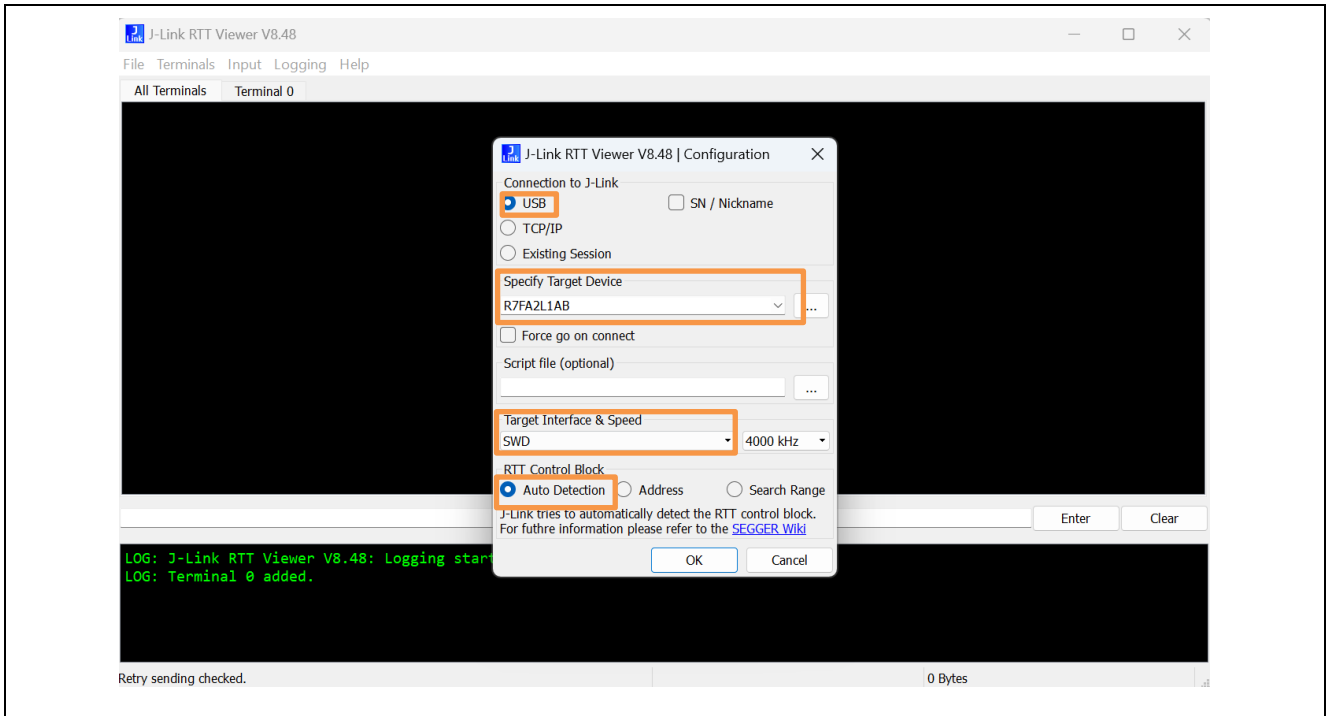 J-Link RTT Viewer V8.48
File Terminals Input Logging Help
All Terminals Terminal 0
J-Link RTT Viewer V8.48 | Configuration
Connection to J-Link
USB SN / Nickname
TCP/IP
Existing Session
Specify Target Device
R7FA2L1AB ...
Force go on connect
Script file (optional)
...
Target Interface & Speed
SWD 4000 kHz
RTT Control Block
Auto Detection Address Search Range
J-Link tries to automatically detect the RTT control block.
For futhre information please refer to the SEGGER Wiki
Enter Clear
OK Cancel
LOG: J-Link RTT Viewer V8.48: Logging start
LOG: Terminal 0 added.
Retry sending checked. 0 Bytes